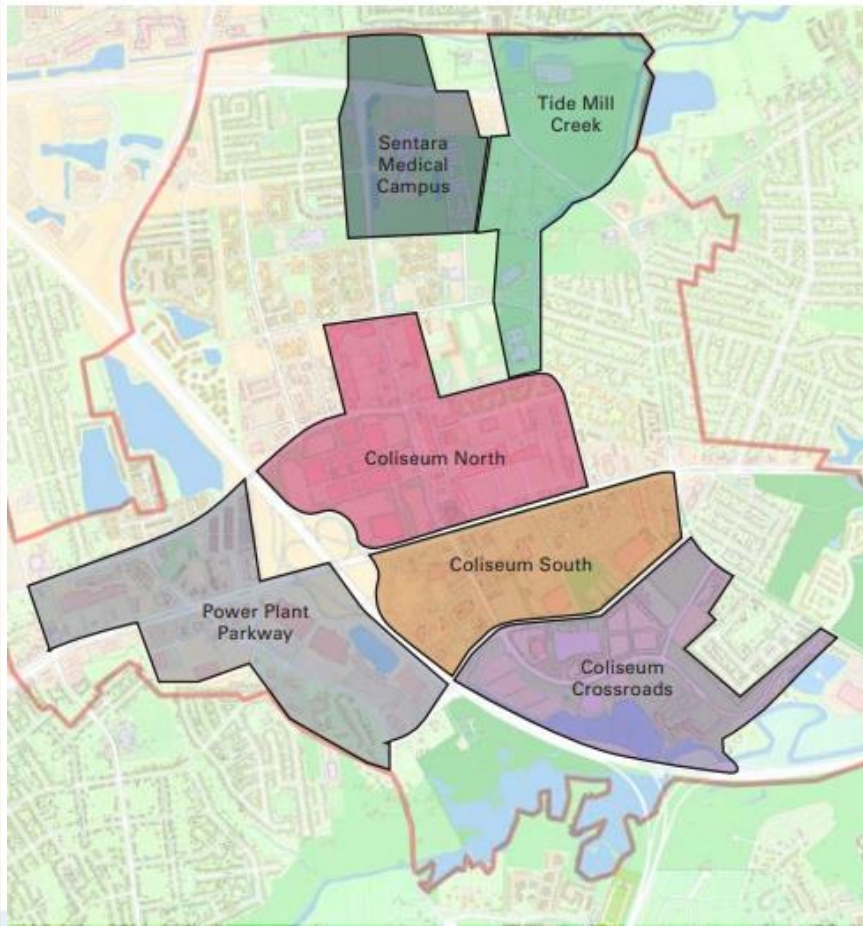 Tide Mill
Creek
Sentara
Medical
Campus
Coliseum North
Coliseum South
Power Plant
Parkway
Coliseum
Crossroads